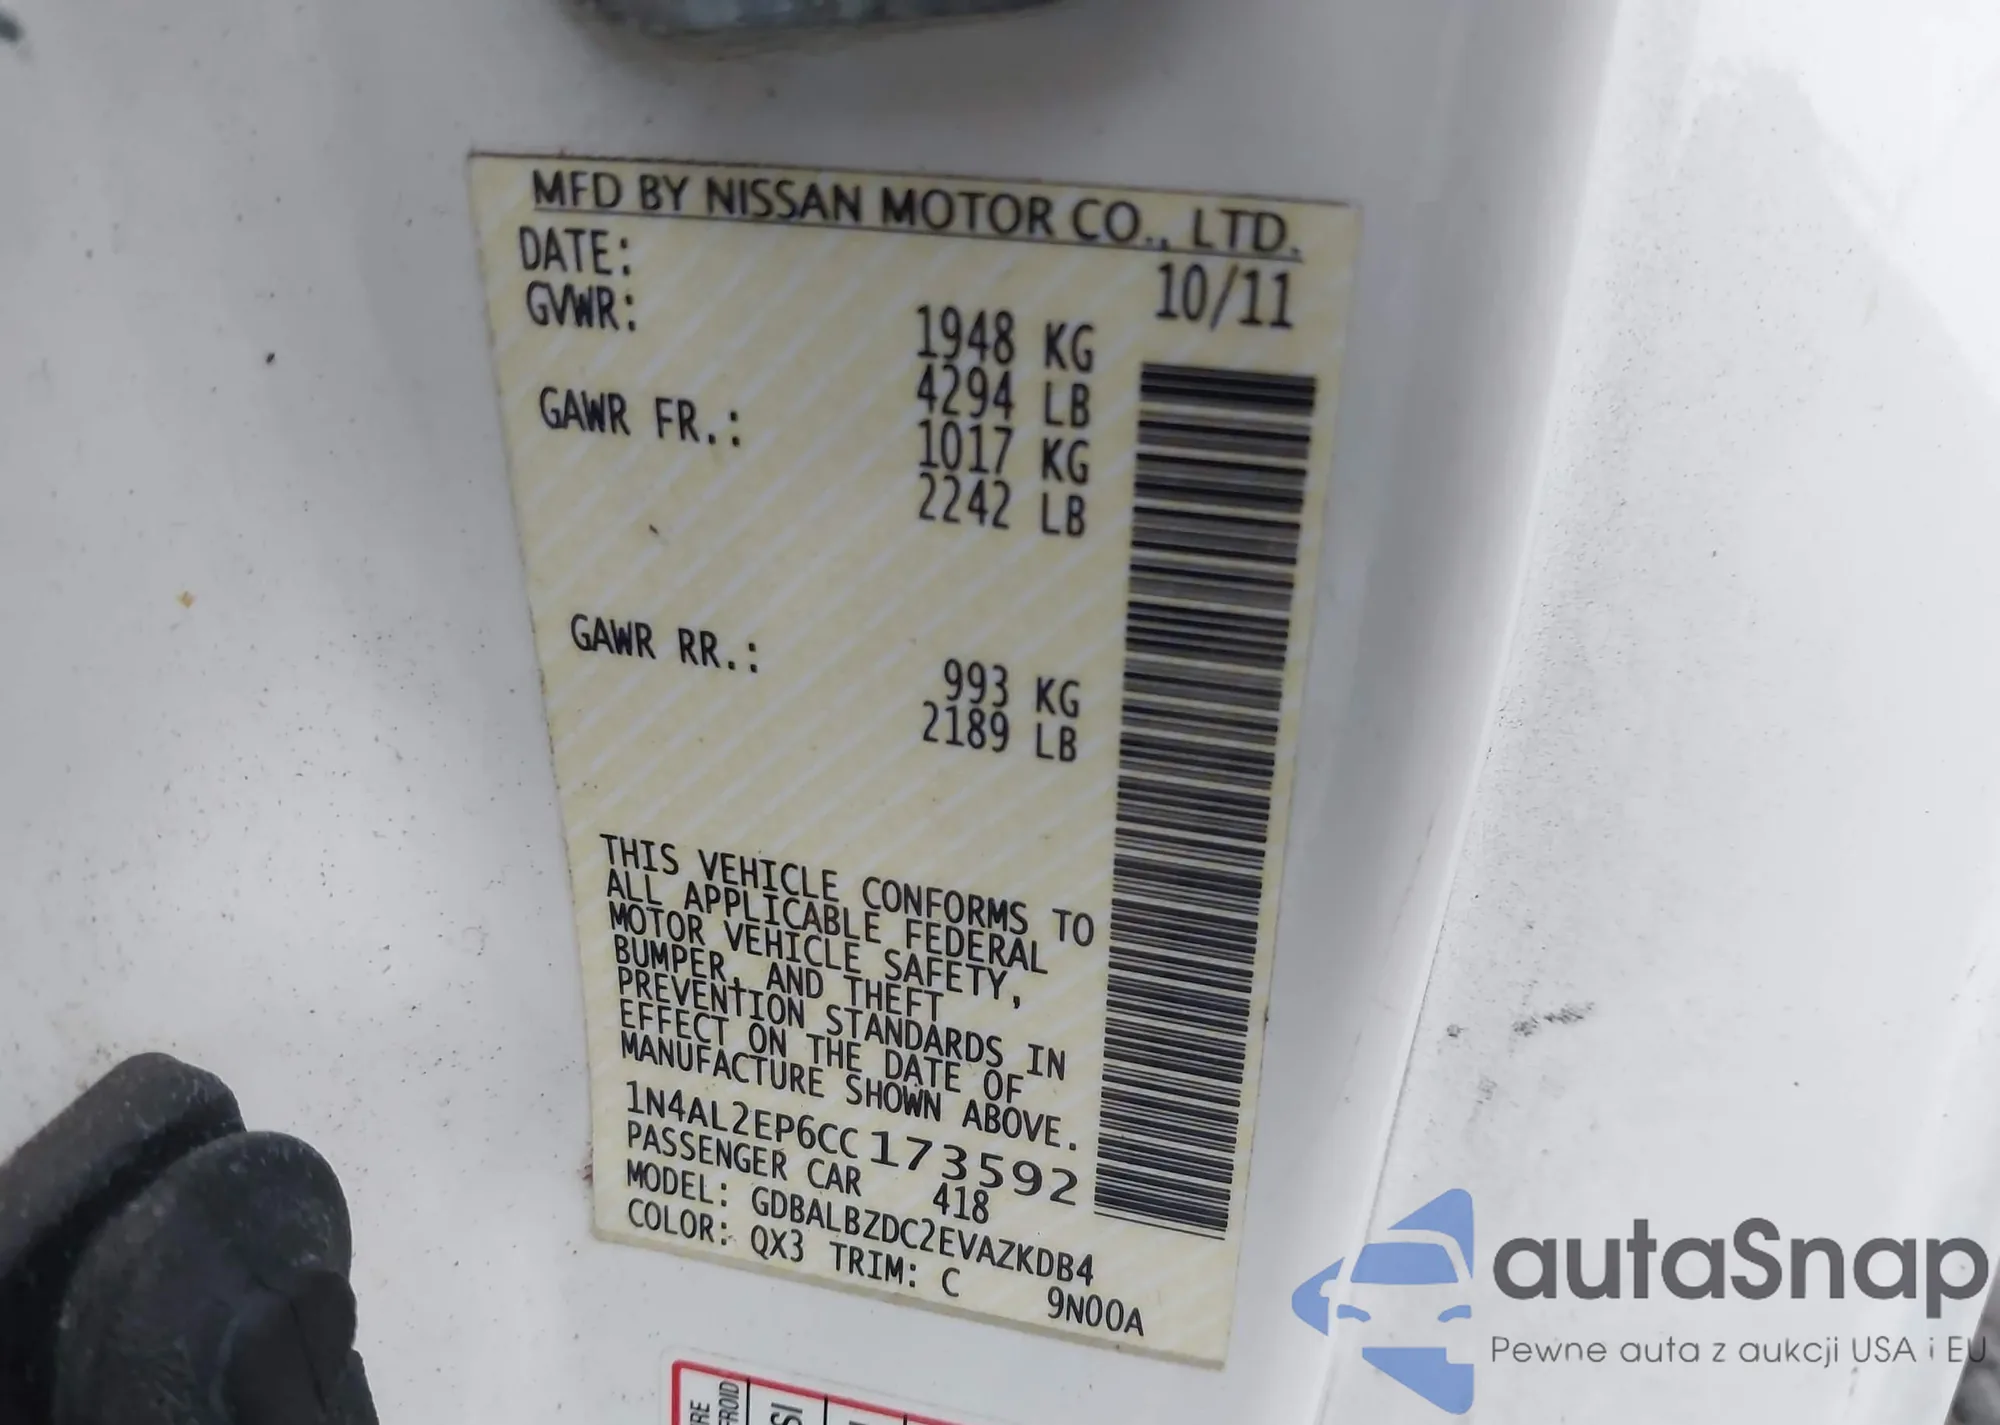 MFD BY NISSAN MOTOR CO., LTD.
DATE: 10/11
GVWR: 1948 KG
4294 LB
GAWR FR.: 1017 KG
2242 LB
GAWR RR.: 993 KG
2189 LB
THIS VEHICLE CONFORMS TO
ALL APPLICABLE FEDERAL
MOTOR VEHICLE SAFETY,
BUMPER, AND THEFT
PREVENTION STANDARDS IN
EFFECT ON THE DATE OF
MANUFACTURE SHOWN ABOVE.
1N4AL2EP6CC173592
PASSENGER CAR 418
MODEL: GDBALBZDC2EVAZKDB4
COLOR: QX3 TRIM: C 9N00A
autaSnap
Pewne auta z aukcji USA i EU